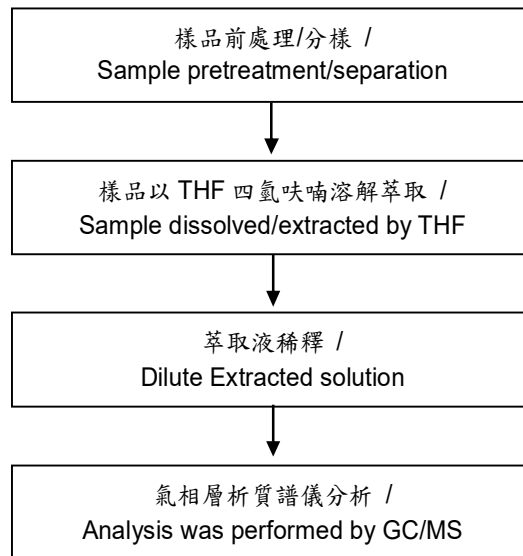 樣品前處理/分樣 /
Sample pretreatment/separation
樣品以 THF 四氫呋喃溶解萃取 /
Sample dissolved/extracted by THF
萃取液稀釋 /
Dilute Extracted solution
氣相層析質譜儀分析 /
Analysis was performed by GC/MS